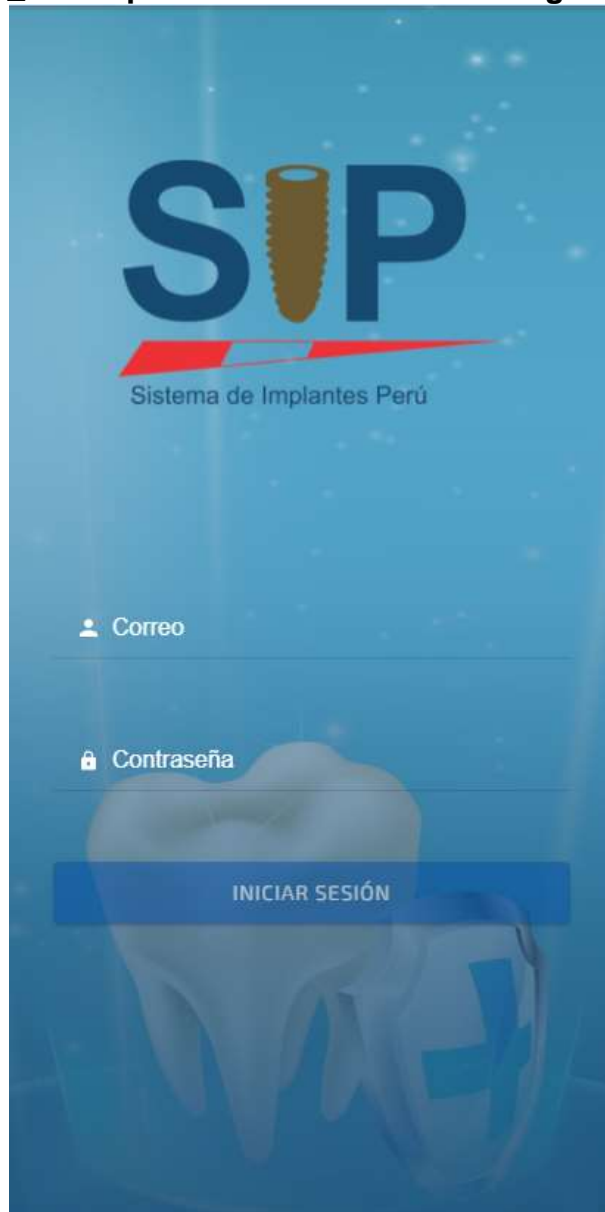 SIP
Sistema de Implantes Perú
Correo
Contraseña
INICIAR SESIÓN